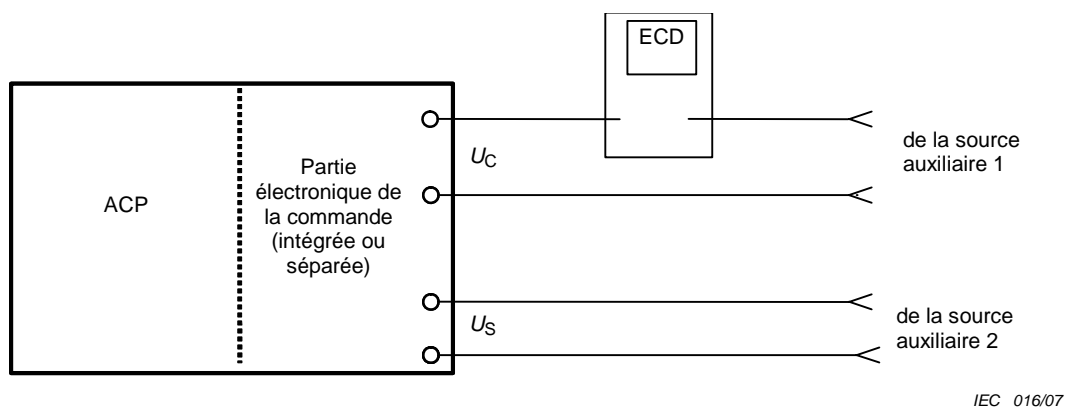 ECD
U_C
de la source
auxiliaire 1
ACP
Partie
électronique de
la commande
(intégrée ou
séparée)
U_S
de la source
auxiliaire 2
IEC 016/07